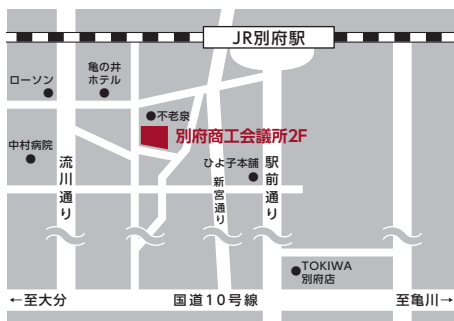 JR別府駅
亀の井
ホテル
ローソン
不老泉
別府商工会議所2F
中村病院
ひよ子本舗
流川通り
新宮通り
駅前通り
TOKIWA
別府店
←至大分
国道10号線
至亀川→